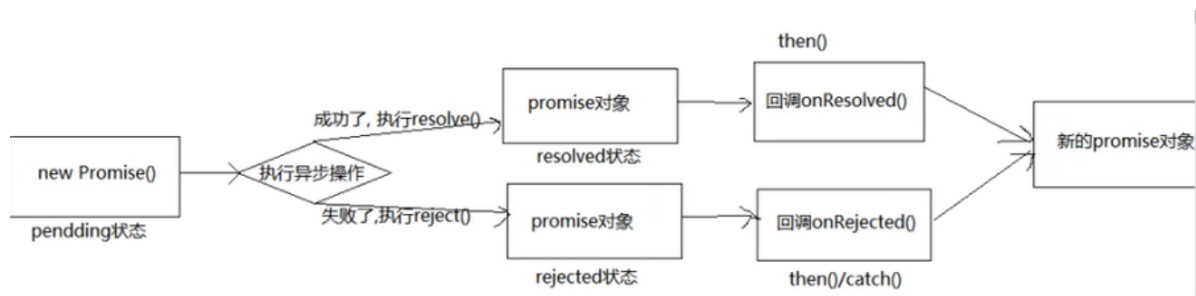 new Promise()
pendding状态
执行异步操作
成功了, 执行resolve()
失败了,执行reject()
promise对象
resolved状态
promise对象
rejected状态
then()
回调onResolved()
回调onRejected()
then()/catch()
新的promise对象